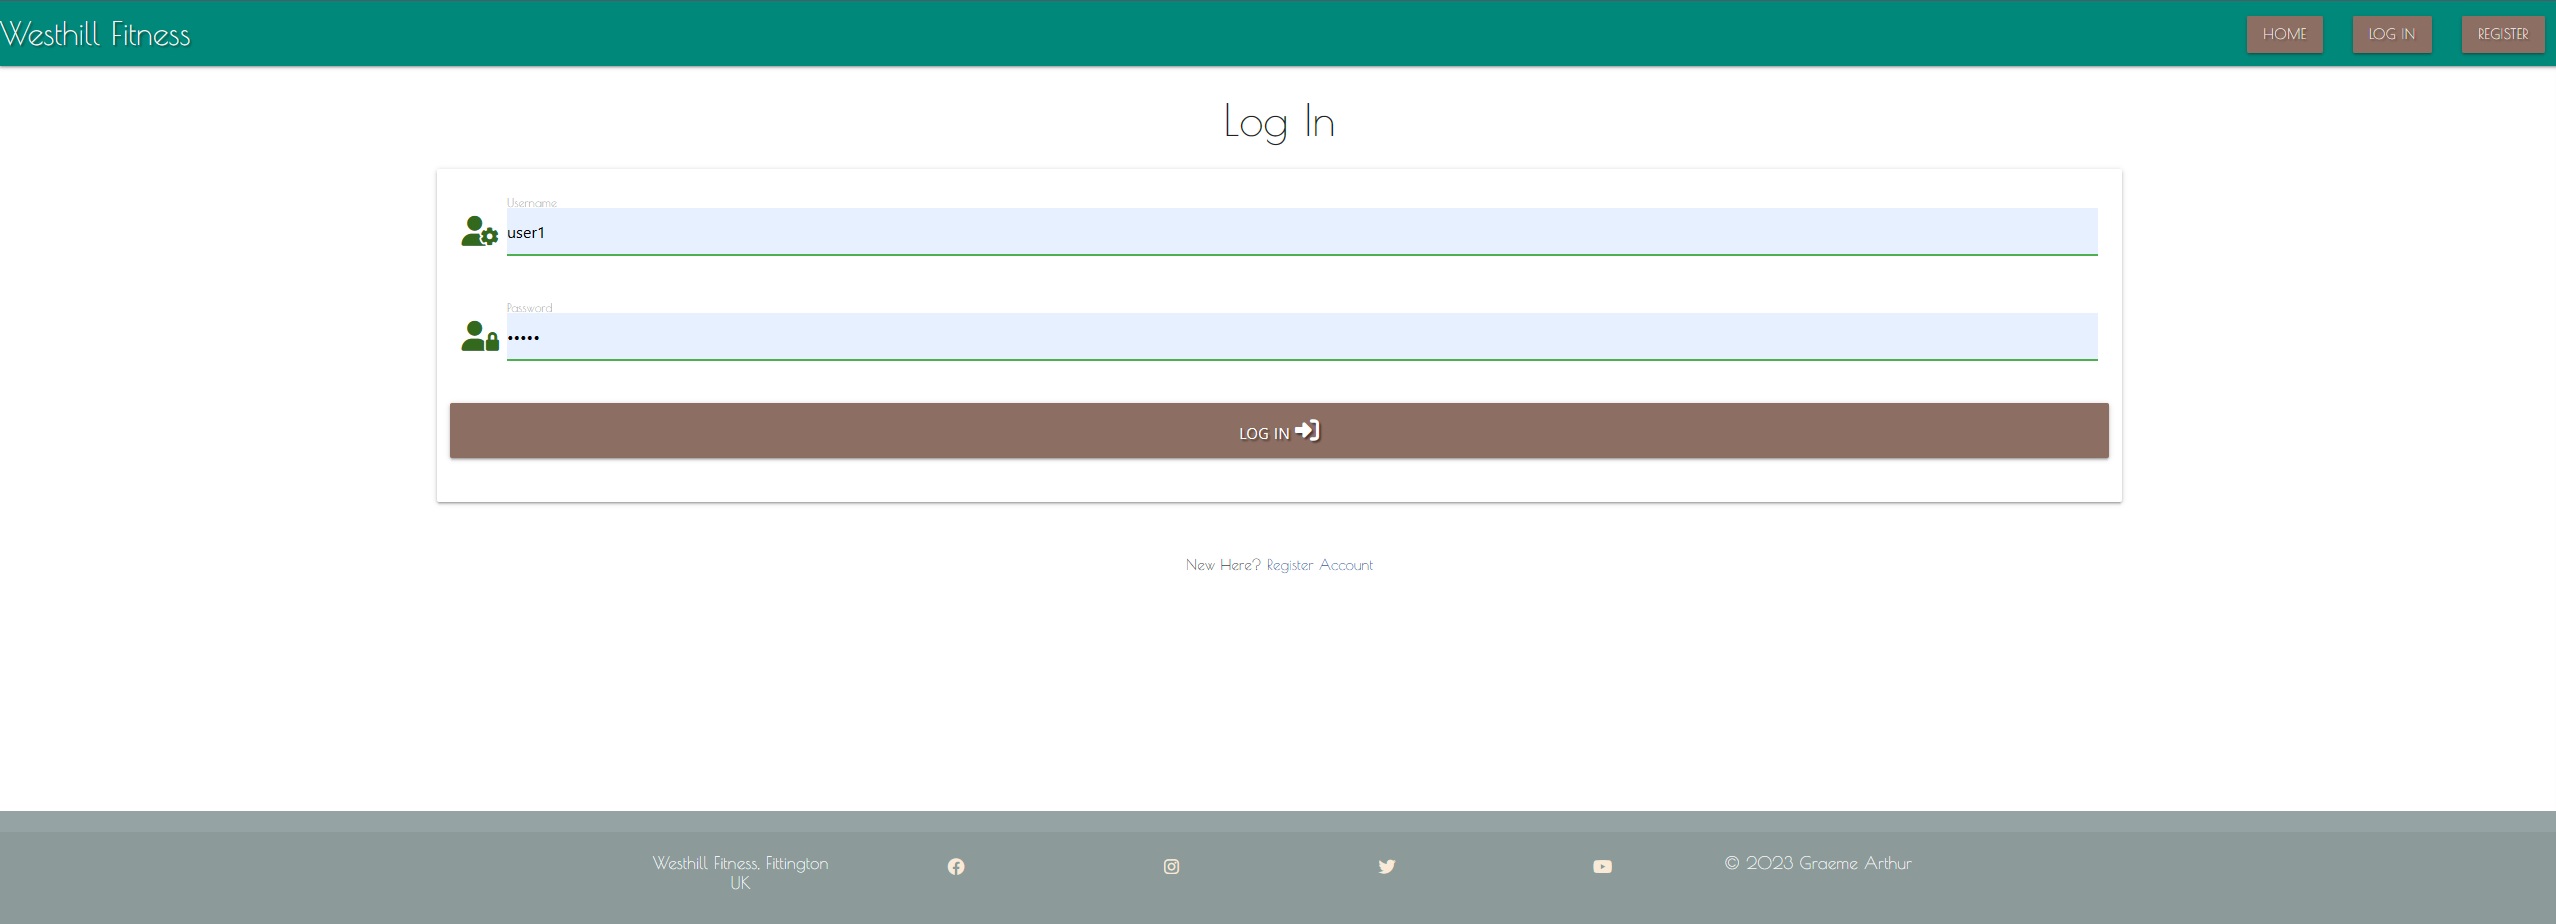 Westhill Fitness
HOME
LOG IN
REGISTER
Log In
Username
user1
Password
•••••
LOG IN
New Here? Register Account
Westhill Fitness, Fittington
UK
© 2023 Graeme Arthur